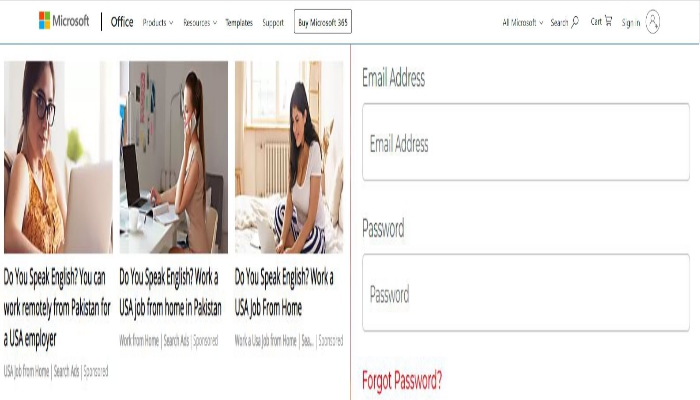 Microsoft | Office Products Resources Templates Support Buy Microsoft 365 All Microsoft Search Cart Sign in
Do You Speak English? You can
work remotely from Pakistan for
a USA employer
USA Job from Home | Search Ads | Sponsored
Do You Speak English? Work a
USA job from home in Pakistan
Work from Home | Search Ads | Sponsored
Do You Speak English? Work a
USA Job From Home
Work a Usa Job from Home | Sea... | Sponsored
Email Address
Email Address
Password
Password
Forgot Password?